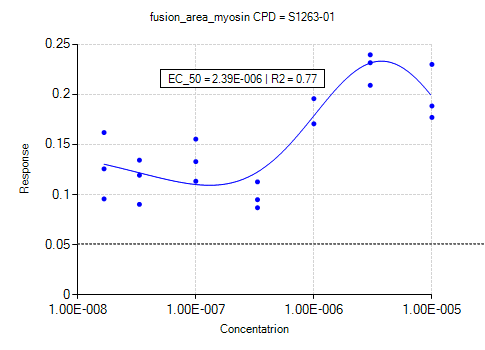 fusion_area_myosin CPD = S1263-01
0.25
EC_50 = 2.39E-006 | R2 = 0.77
0.2
0.15
Response
0.1
0.05
0
1.00E-008 1.00E-007 1.00E-006 1.00E-005
Concentatrion